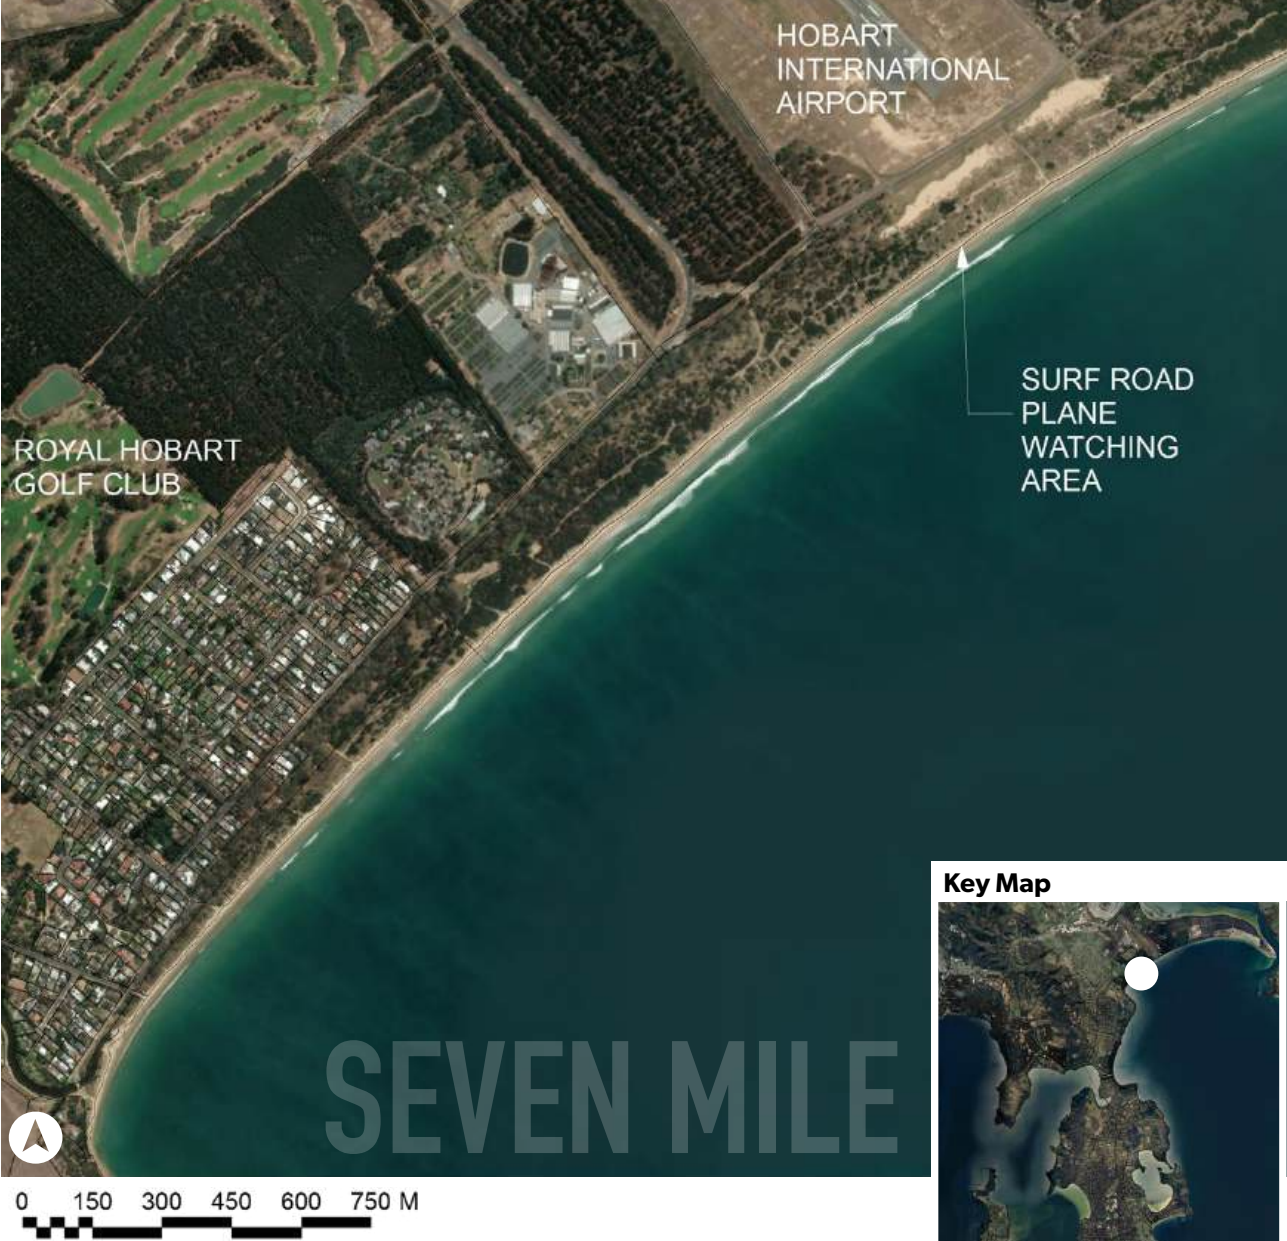 HOBART
INTERNATIONAL
AIRPORT
SURF ROAD
PLANE
WATCHING
AREA
ROYAL HOBART
GOLF CLUB
Key Map
SEVEN MILE
0 150 300 450 600 750 M